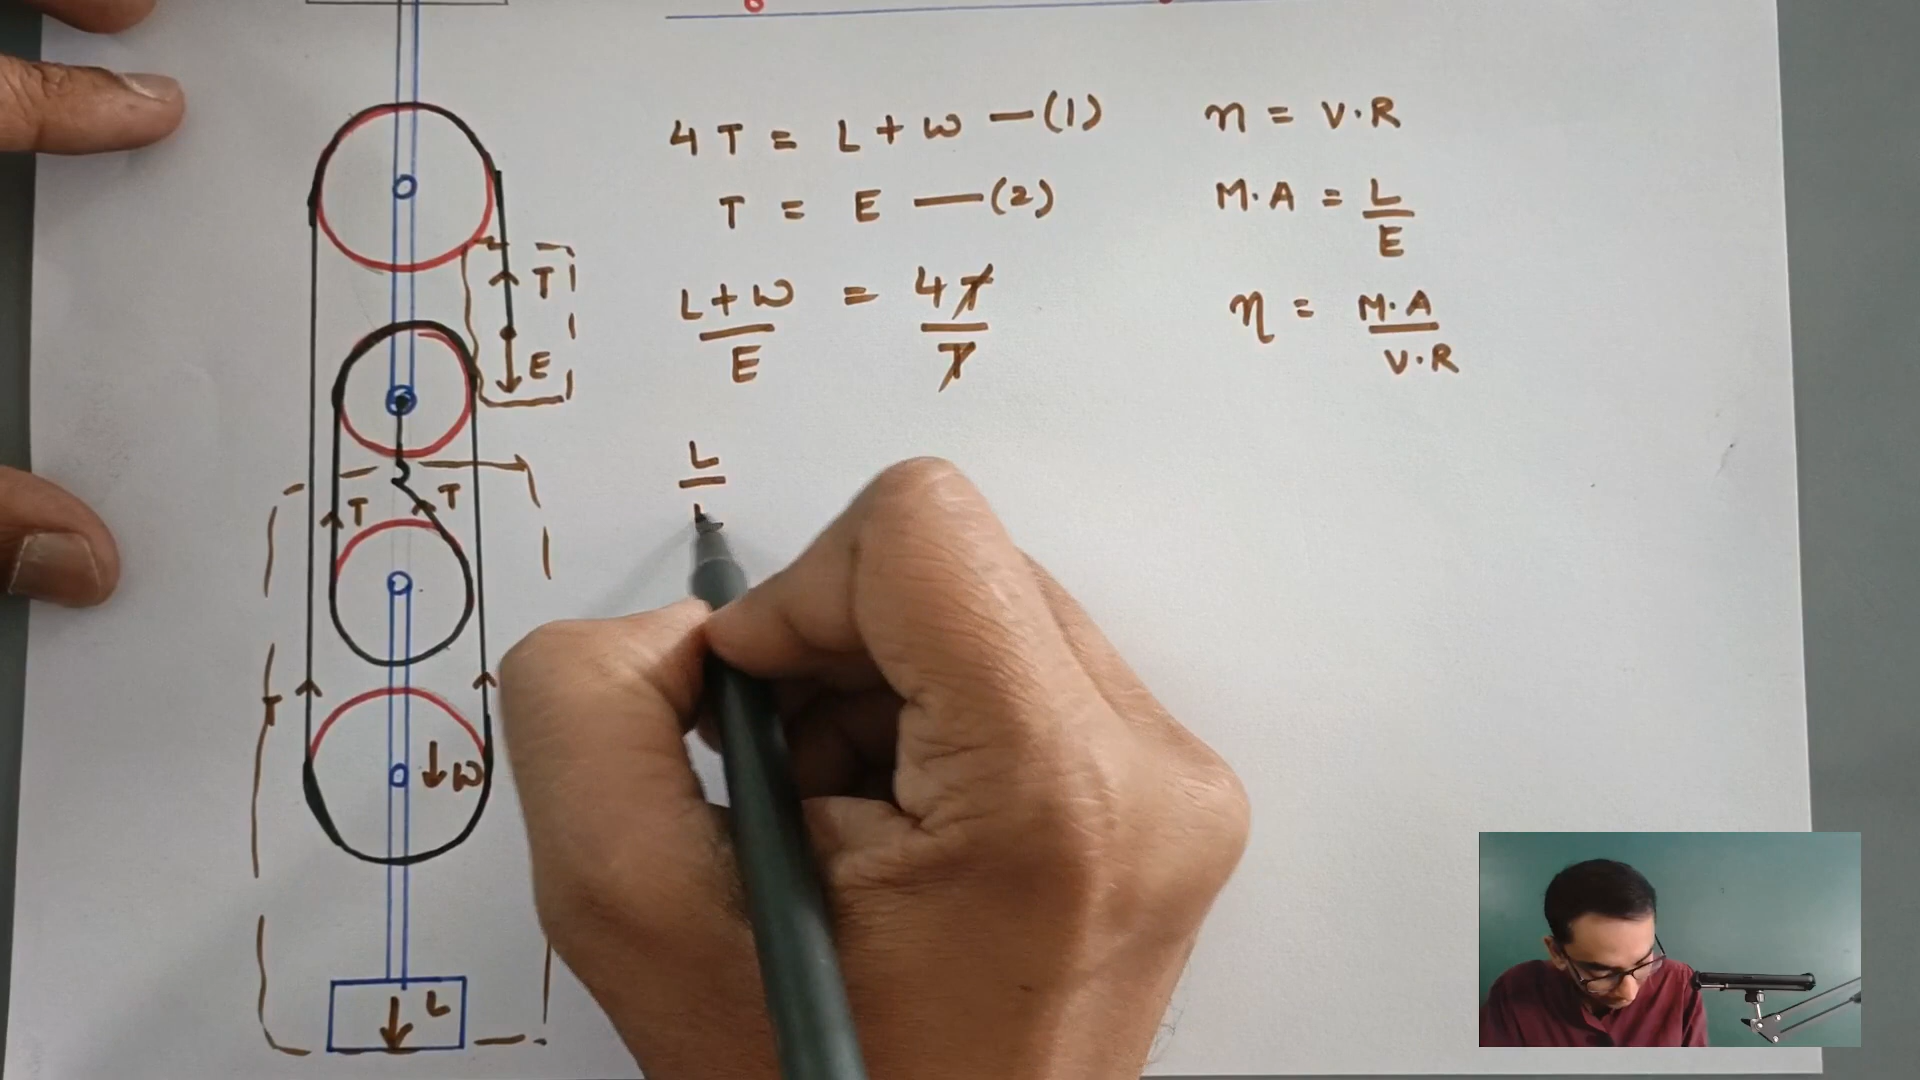 4T = L + W —(1)
T = E —(2)
L+W / E = 4T / T
L
n = V.R
M.A = L / E
η = M.A / V.R
T
E
T
T
T
↓W
↓L